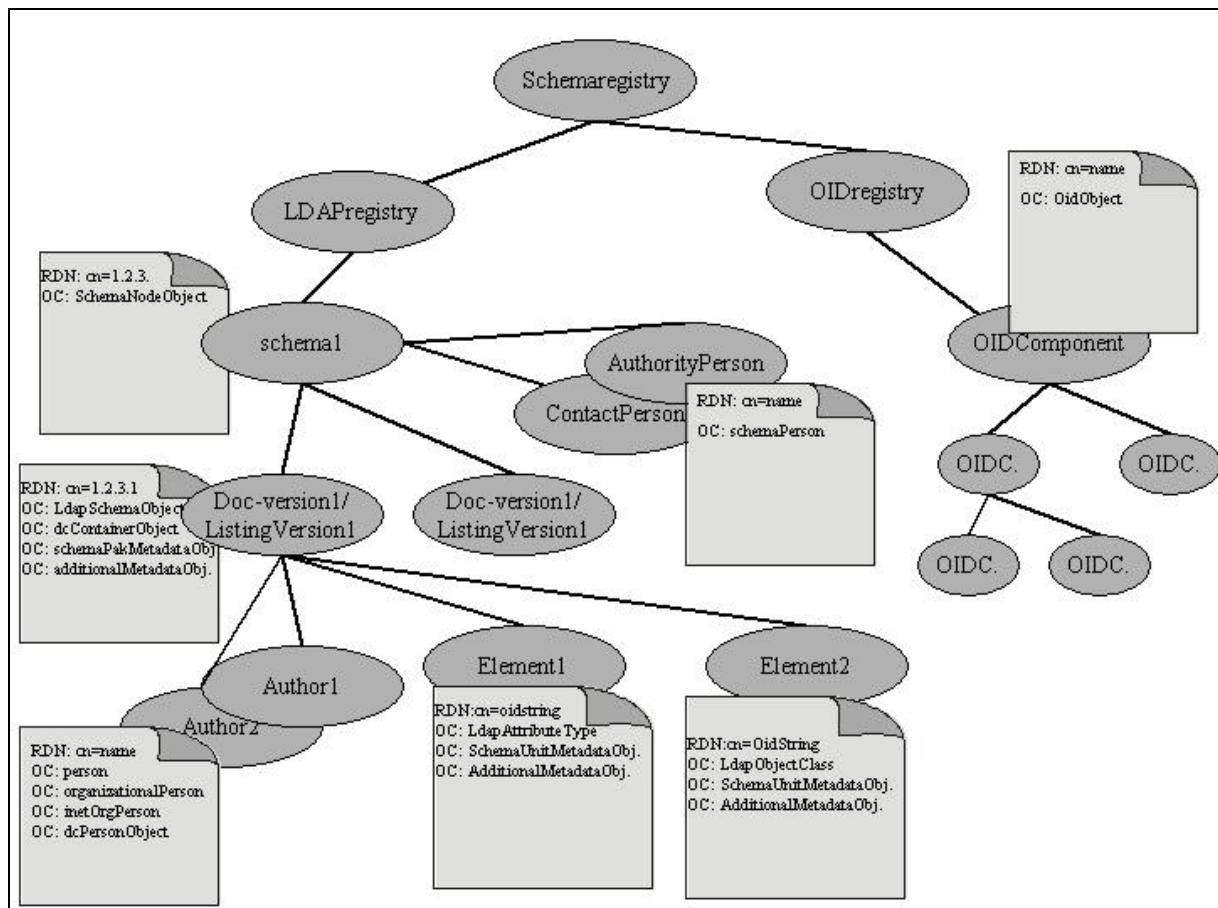 Schemaregistry
LDAPregistry
OIDregistry
RDN: cn=name
OC: OidObject
RDN: cn=1.2.3.
OC: SchemaNodeObject
schema1
AuthorityPerson
ContactPerson
OIDComponent
RDN: cn=name
OC: schemaPerson
OIDC.
OIDC.
RDN: cn=1.2.3.1
OC: LdapSchemaObject
OC: dcContainerObject
OC: schemaPakMetadataObj
OC: additionalMetadataObj.
Doc-version1/
ListingVersion1
Doc-version1/
ListingVersion1
OIDC.
OIDC.
Author1
Author2
Element1
Element2
RDN: cn=name
OC: person
OC: organizationalPerson
OC: inetOrgPerson
OC: dcPersonObject
RDN:cn=oidstring
OC: LdapAttributeType
OC: SchemaUnitMetadataObj.
OC: AdditionalMetadataObj.
RDN:cn=OidString
OC: LdapObjectClass
OC: SchemaUnitMetadataObj.
OC: AdditionalMetadataObj.